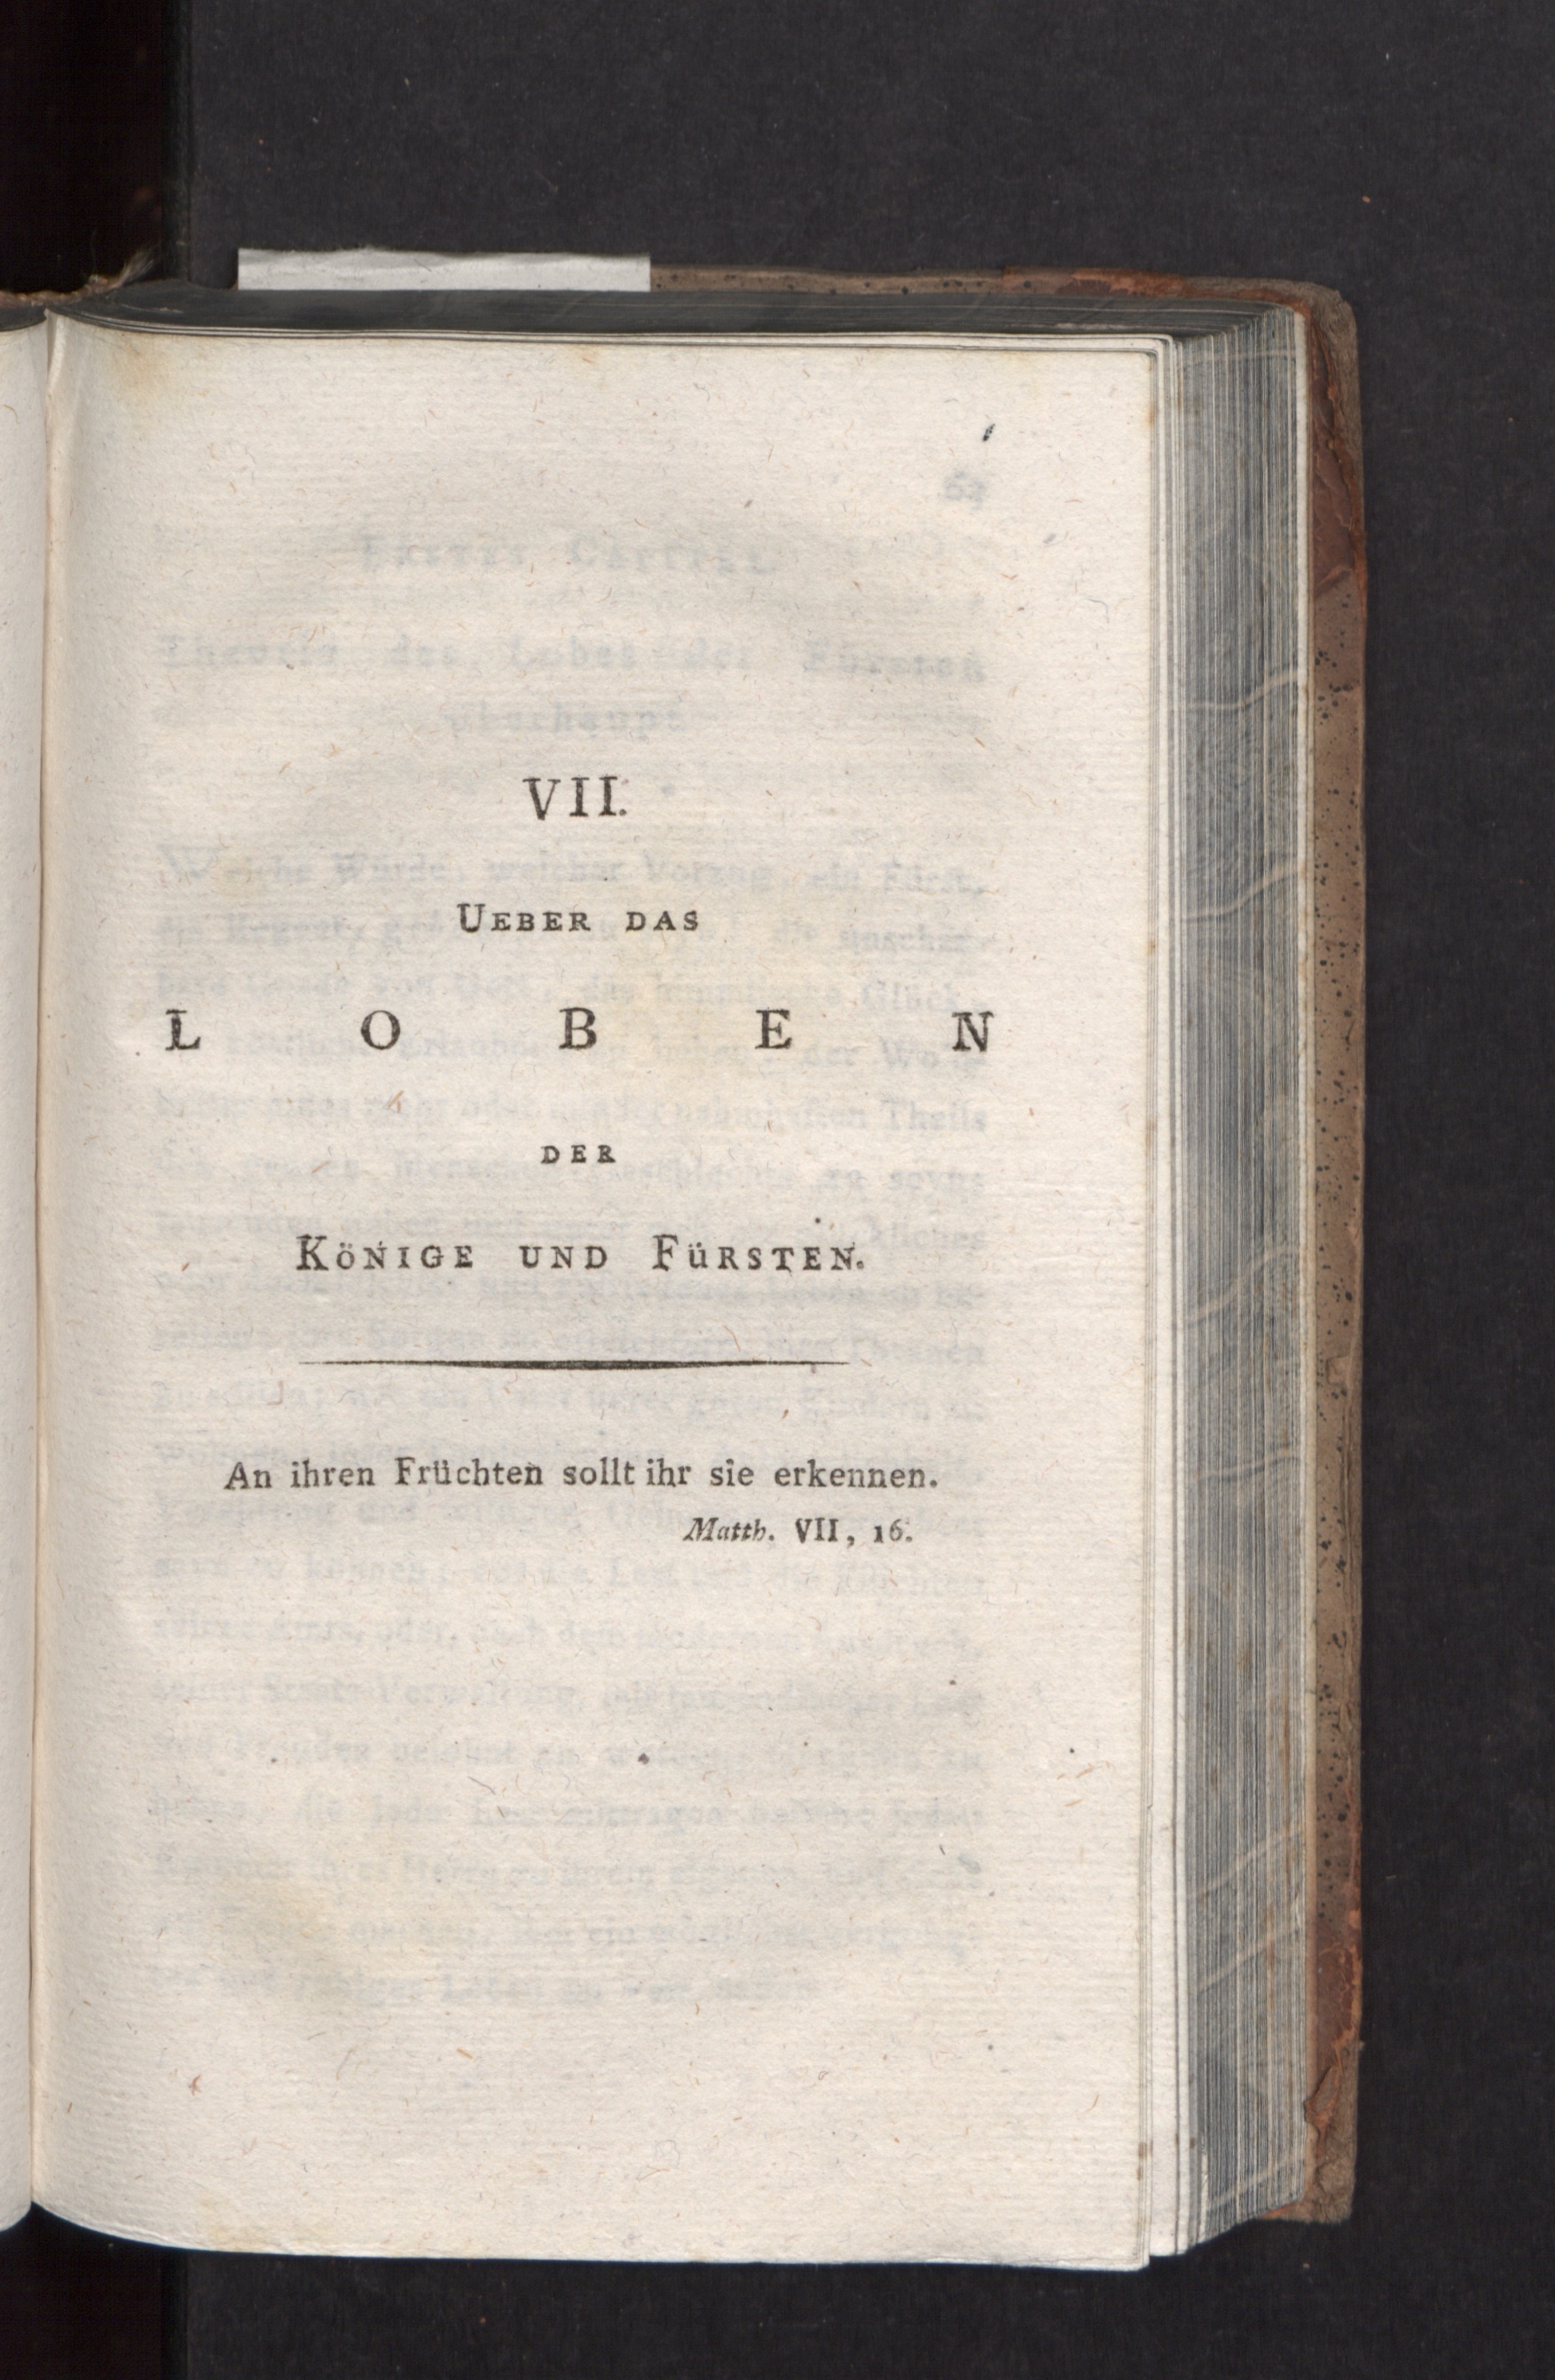 VII.
UEBER DAS
LOBEN
DER
KÖNIGE UND FÜRSTEN.
An ihren Früchten sollt ihr sie erkennen.
Matth. VII, 16.